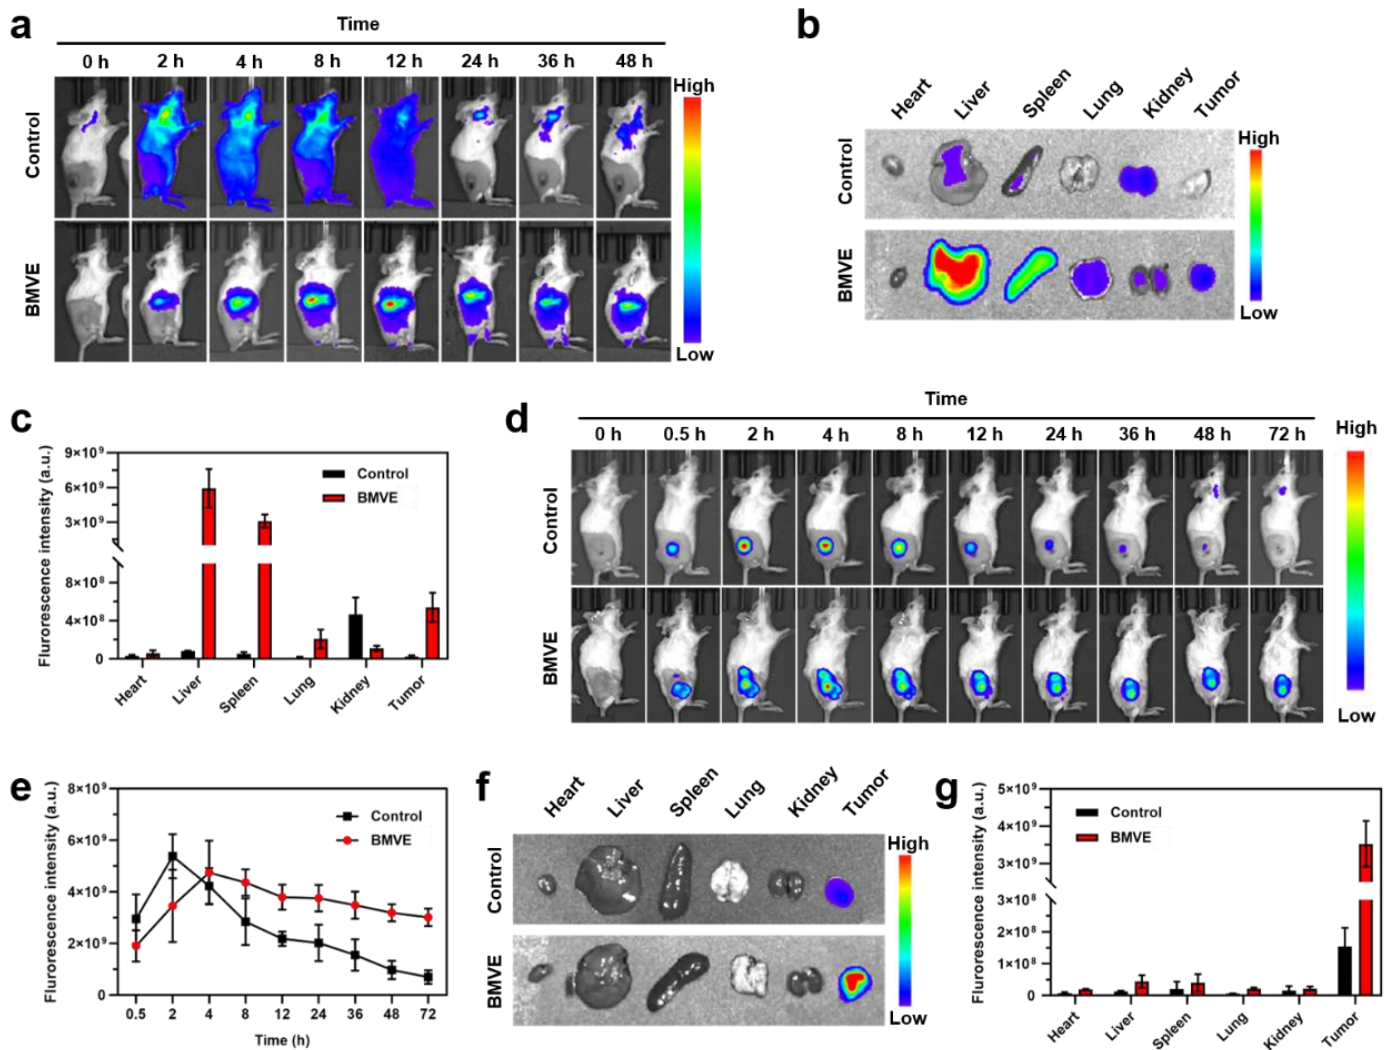 a
Time
0 h 2 h 4 h 8 h 12 h 24 h 36 h 48 h
Control
BMVE
High
Low
b
Heart Liver Spleen Lung Kidney Tumor
Control
BMVE
High
Low
c
Flurorescence intensity (a.u.)
9×10⁹
6×10⁹
3×10⁹
8×10⁸
4×10⁸
0
Control
BMVE
Heart Liver Spleen Lung Kidney Tumor
d
Time
0 h 0.5 h 2 h 4 h 8 h 12 h 24 h 36 h 48 h 72 h
Control
BMVE
High
Low
e
Flurorescence intensity (a.u.)
8×10⁹
6×10⁹
4×10⁹
2×10⁹
0
Control
BMVE
0.5 2 4 8 12 24 36 48 72
Time (h)
f
Heart Liver Spleen Lung Kidney Tumor
Control
BMVE
High
Low
g
Flurorescence intensity (a.u.)
5×10⁹
4×10⁹
3×10⁹
3×10⁸
2×10⁸
1×10⁸
0
Control
BMVE
Heart Liver Spleen Lung Kidney Tumor